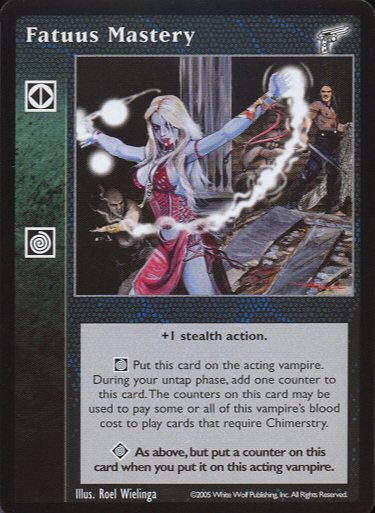 Fatuus Mastery
+1 stealth action.
Put this card on the acting vampire.
During your untap phase, add one counter to
this card. The counters on this card may be
used to pay some or all of this vampire's blood
cost to play cards that require Chimerstry.
As above, but put a counter on this
card when you put it on this acting vampire.
Illus. Roel Wielinga
©2005 White Wolf Publishing, Inc. All Rights Reserved.